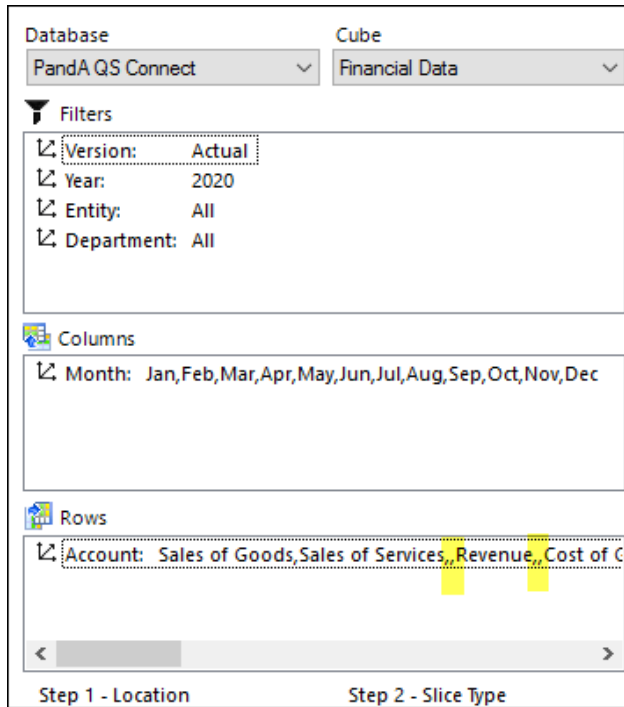 Database Cube
PandA QS Connect Financial Data
Filters
Version: Actual
Year: 2020
Entity: All
Department: All
Columns
Month: Jan,Feb,Mar,Apr,May,Jun,Jul,Aug,Sep,Oct,Nov,Dec
Rows
Account: Sales of Goods,Sales of Services,,Revenue,,Cost of
Step 1 - Location Step 2 - Slice Type